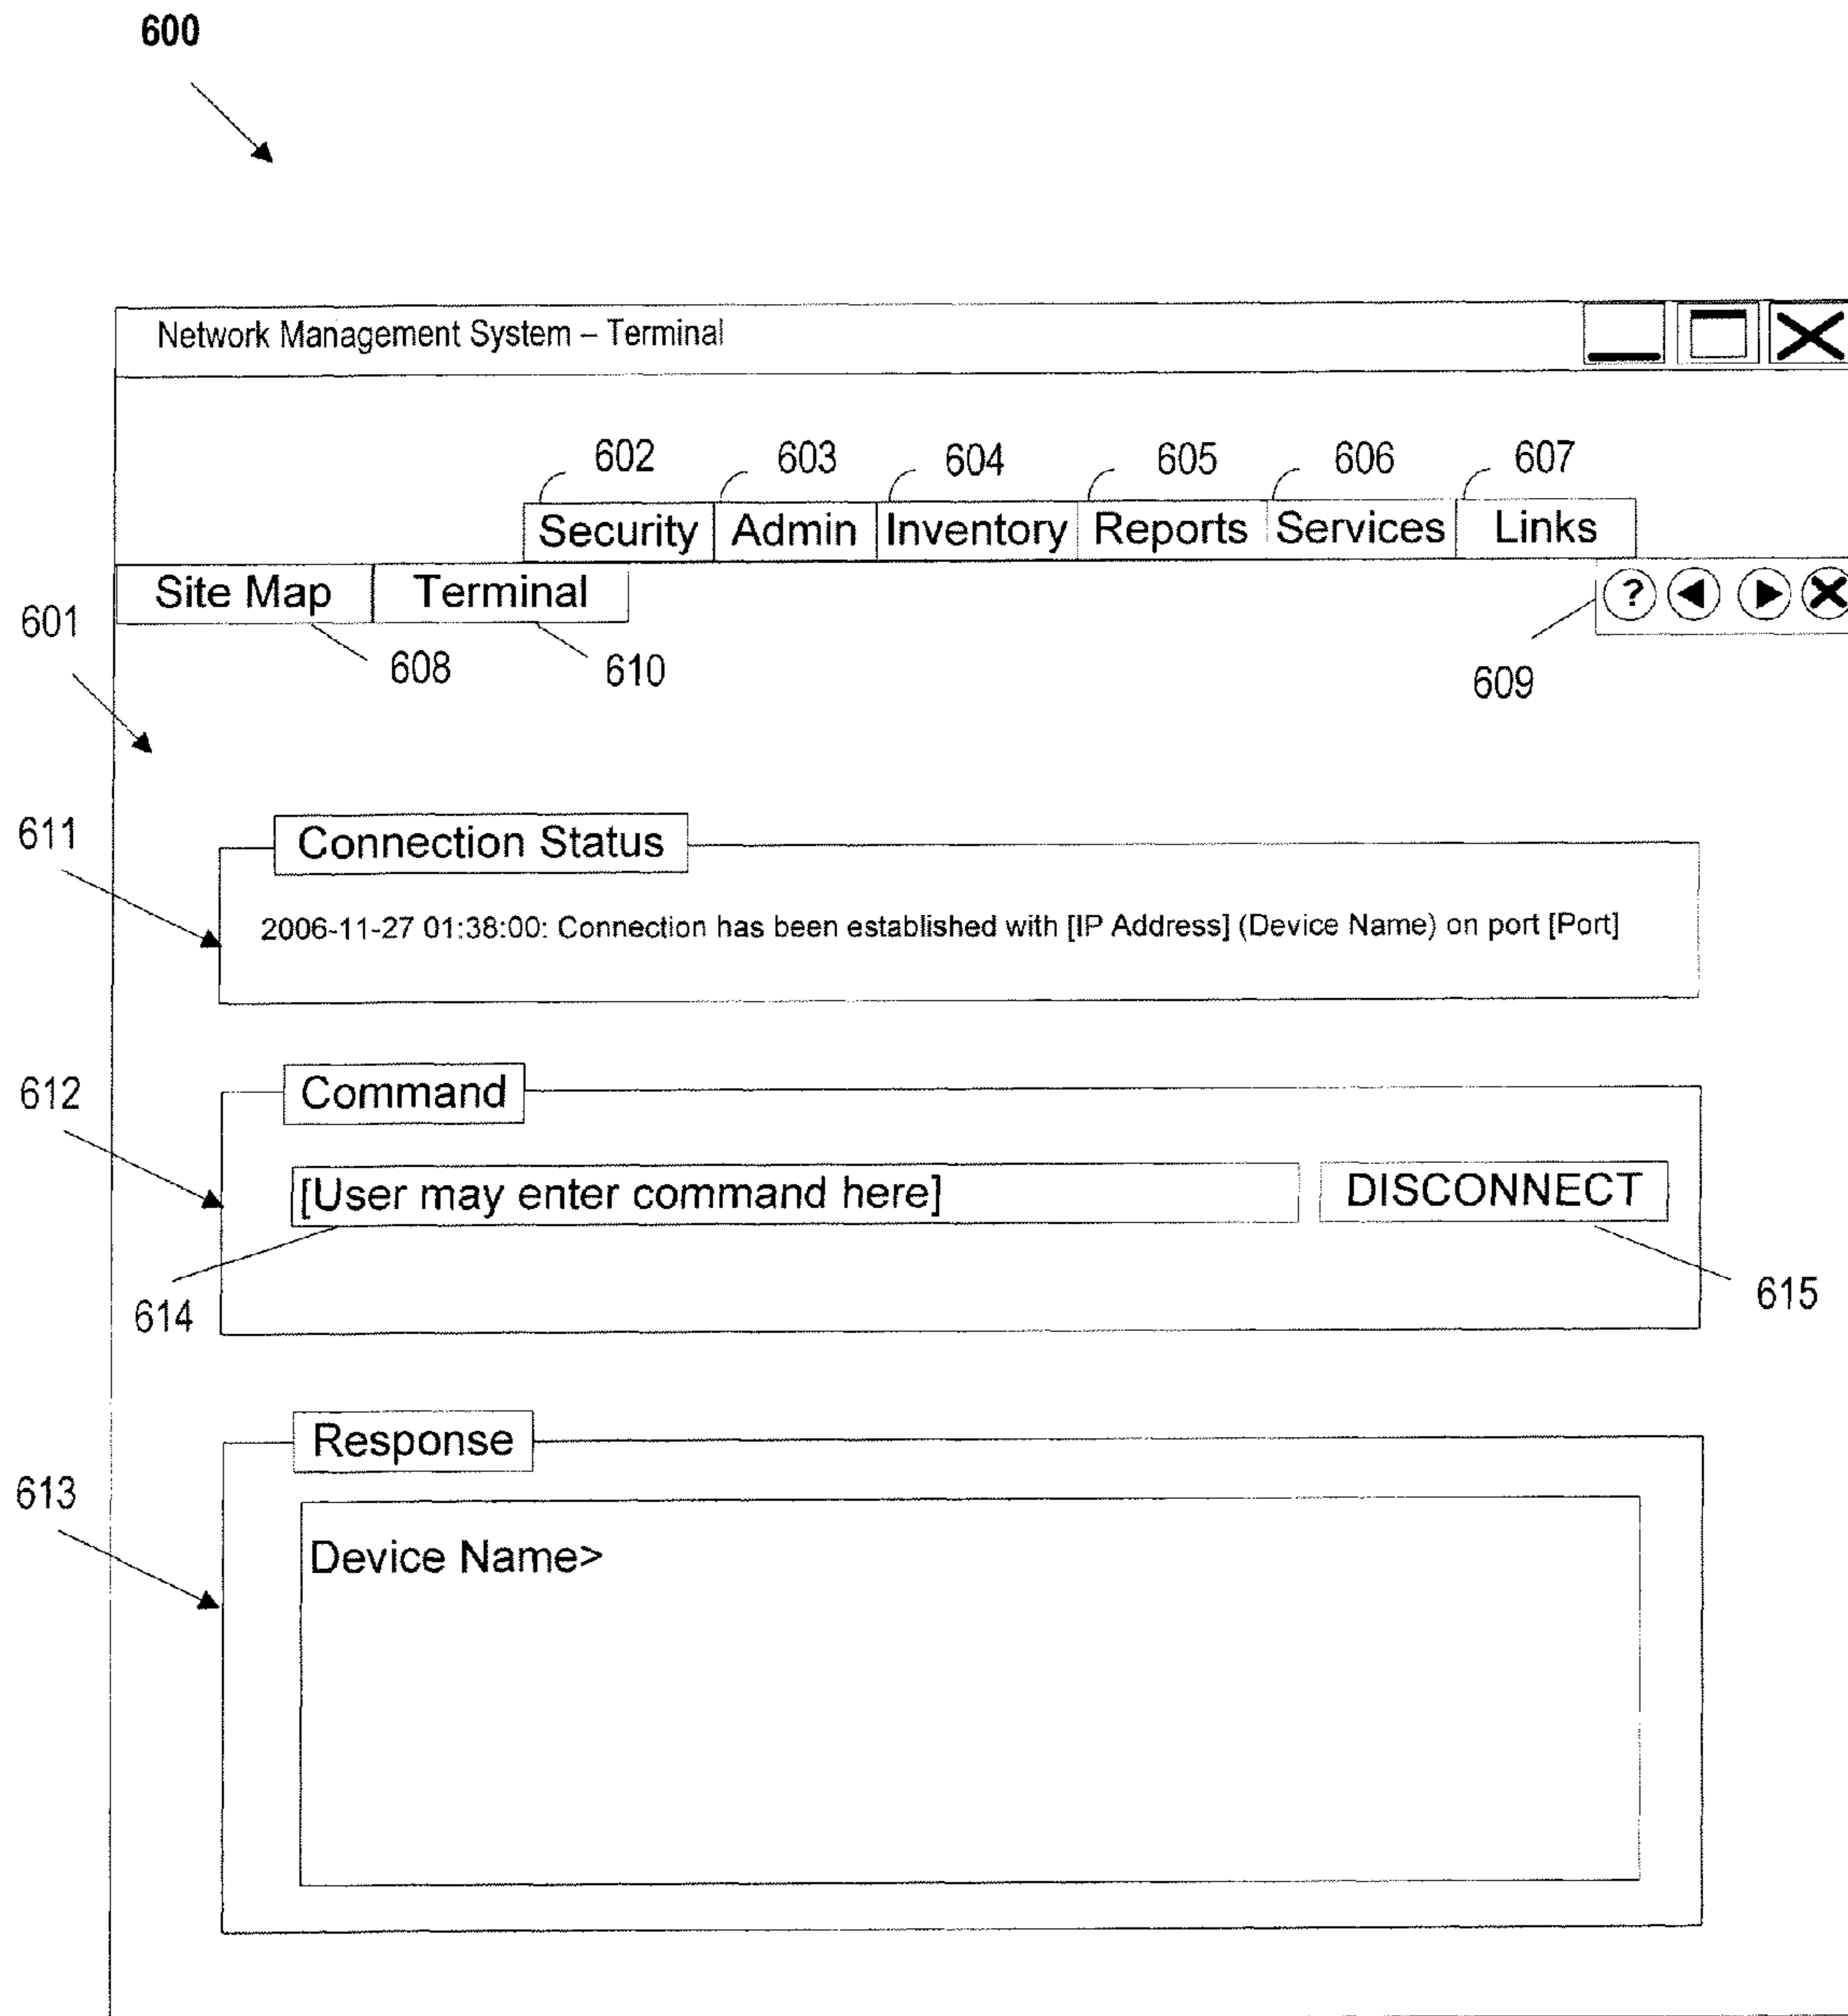 600
Network Management System – Terminal
602 603 604 605 606 607
Security Admin Inventory Reports Services Links
Site Map Terminal ?
601
608 610 609
611
Connection Status
2006-11-27 01:38:00: Connection has been established with [IP Address] (Device Name) on port [Port]
612
Command
[User may enter command here] DISCONNECT
614 615
Response
613
Device Name>